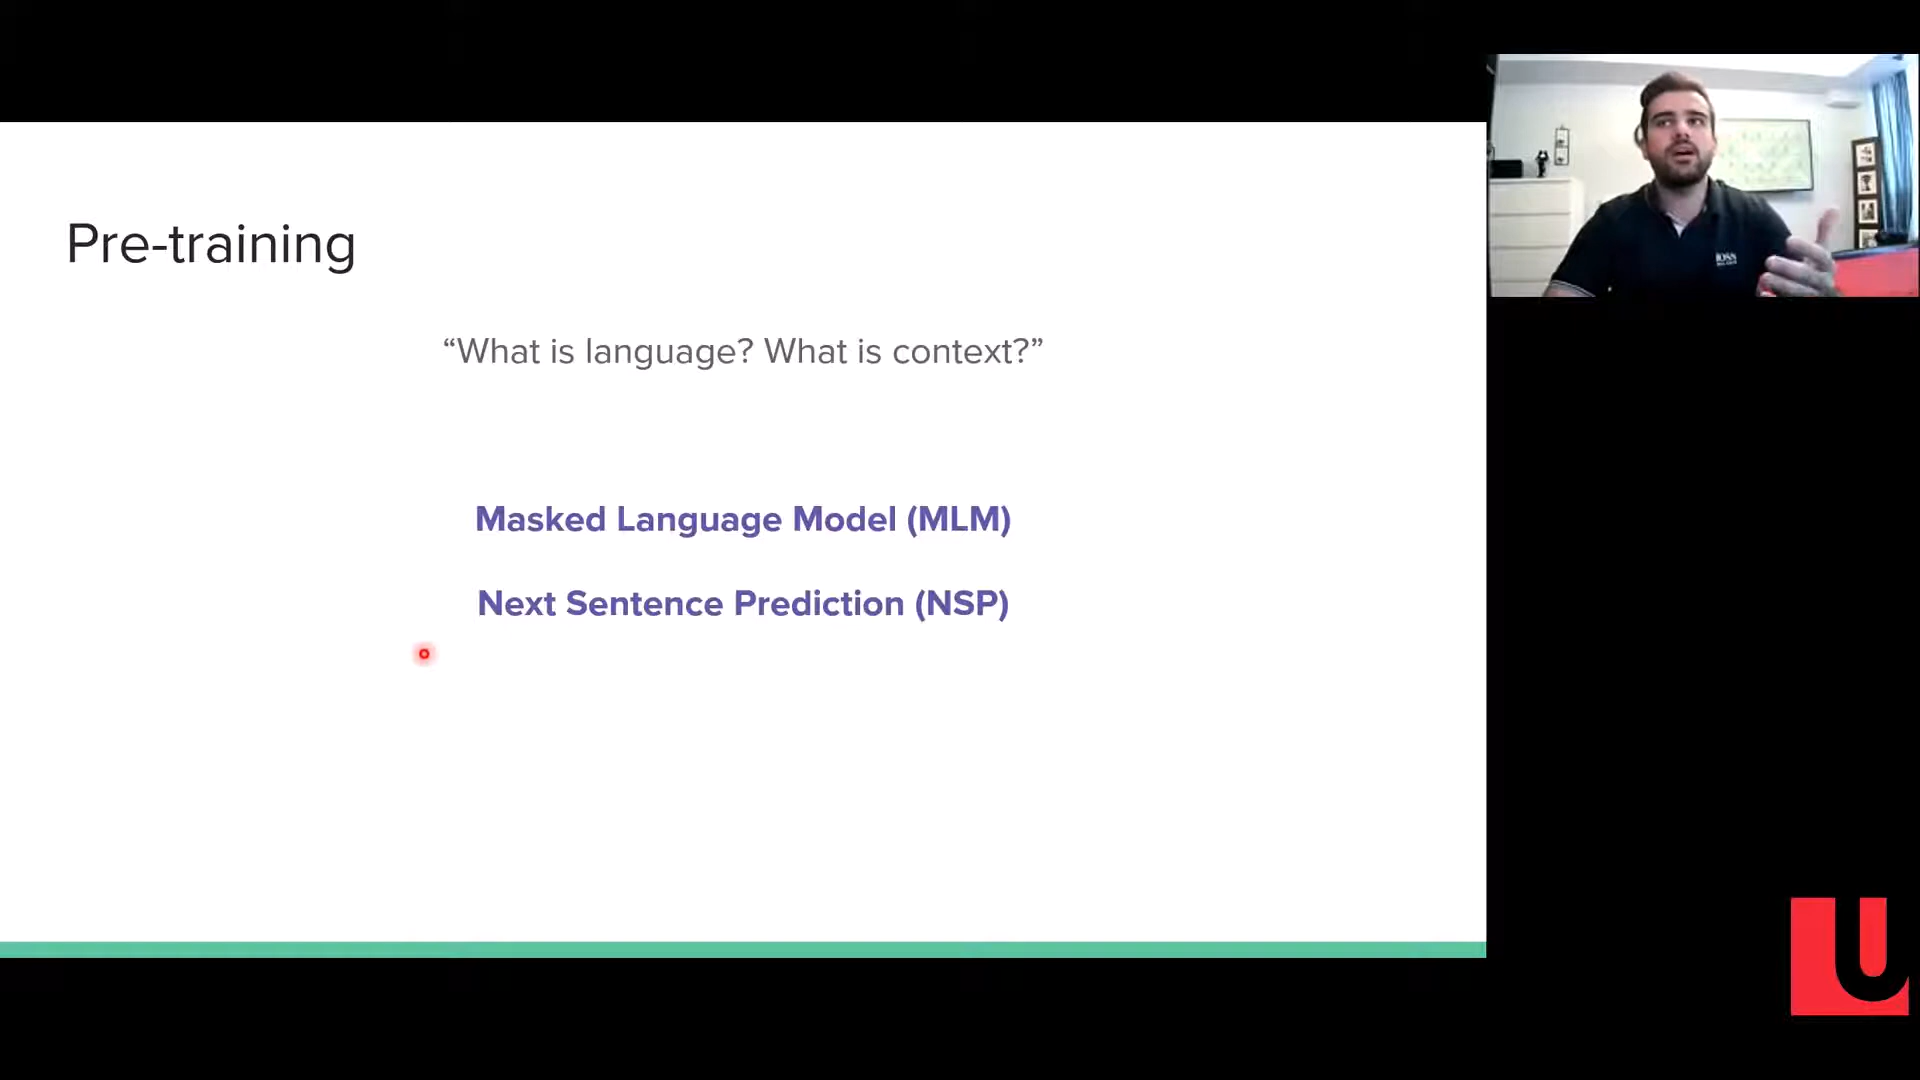 Pre-training
“What is language? What is context?”
Masked Language Model (MLM)
Next Sentence Prediction (NSP)
U